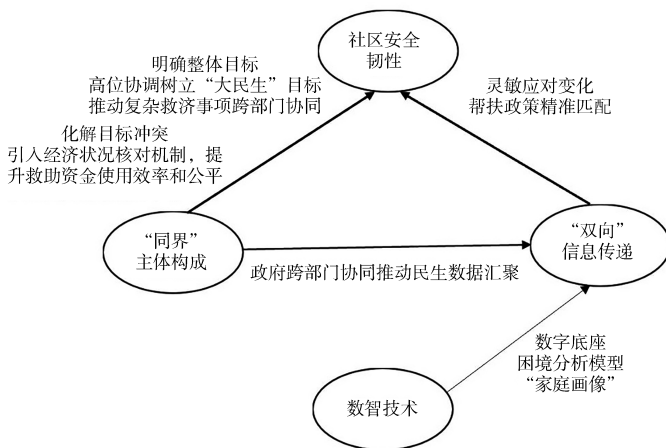 社区安全
韧性
明确整体目标
高位协调树立“大民生”目标
推动复杂救济事项跨部门协同
灵敏应对变化
帮扶政策精准匹配
化解目标冲突
引入经济状况核对机制，提
升救助资金使用效率和公平
“同界”
主体构成
“双向”
信息传递
政府跨部门协同推动民生数据汇聚
数字底座
困境分析模型
“家庭画像”
数智技术